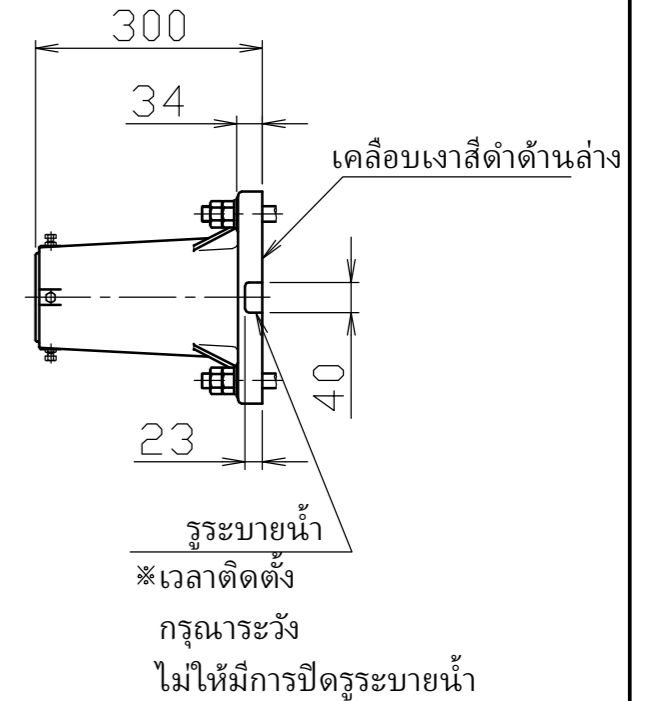 300
34
เคลือบเงาสีดำด้านล่าง
40
23
รูระบายน้ำ
※เวลาติดตั้ง
กรุณาระวัง
ไม่ให้มีการปิดรูระบายน้ำ